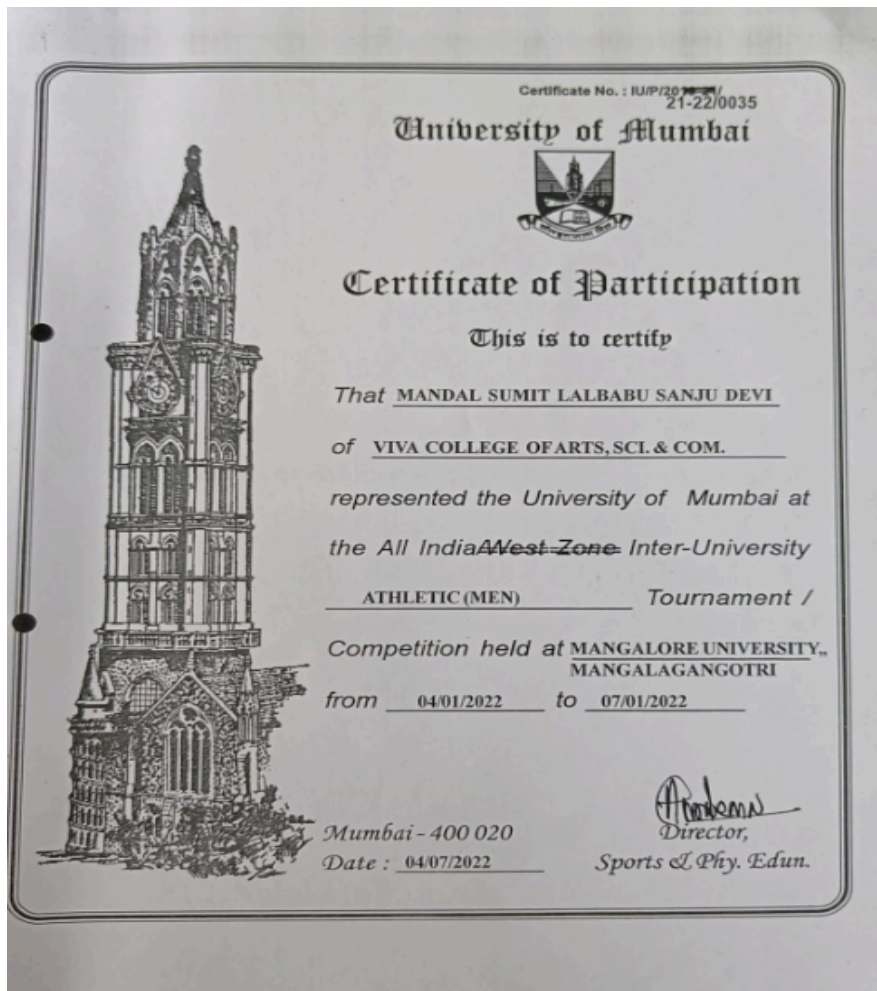 Certificate No. : IU/P/20
21-22/0035
University of Mumbai
Certificate of Participation
This is to certify
That MANDAL SUMIT LALBABU SANJU DEVI
of VIVA COLLEGE OF ARTS, SCI. & COM.
represented the University of Mumbai at
the All India/West Zone Inter-University
ATHLETIC (MEN) Tournament /
Competition held at MANGALORE UNIVERSITY,,
MANGALAGANGOTRI
from 04/01/2022 to 07/01/2022
Mumbai - 400 020
Director,
Date : 04/07/2022
Sports & Phy. Edun.